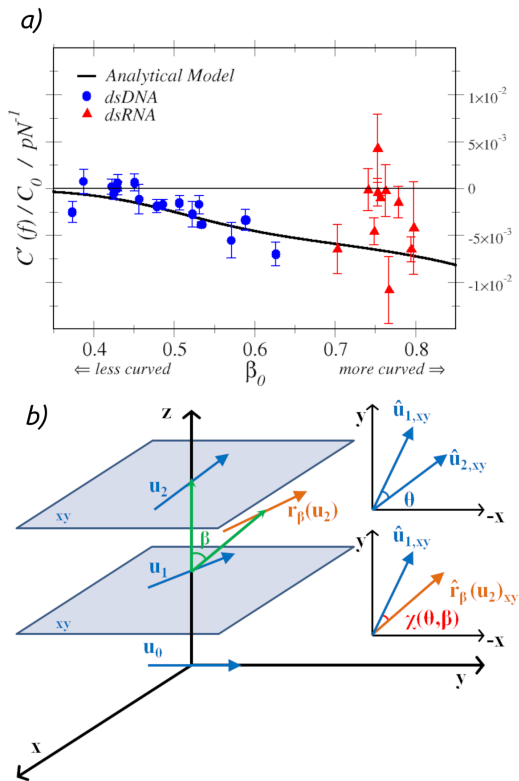 a)
Analytical Model
dsDNA
dsRNA
C′(f)/C₀ / pN⁻¹
1×10⁻²
5×10⁻³
0
-5×10⁻³
-1×10⁻²
0.4 0.5 0.6 0.7 0.8
⇐ less curved β₀ more curved ⇒
b)
z
xy
u₂
r_β(u₂)
β
xy
u₁
u₀
y
x
y
û₁,xy
û₂,xy
θ
-x
y
û₁,xy
r̂_β(u₂)xy
χ(θ,β)
-x